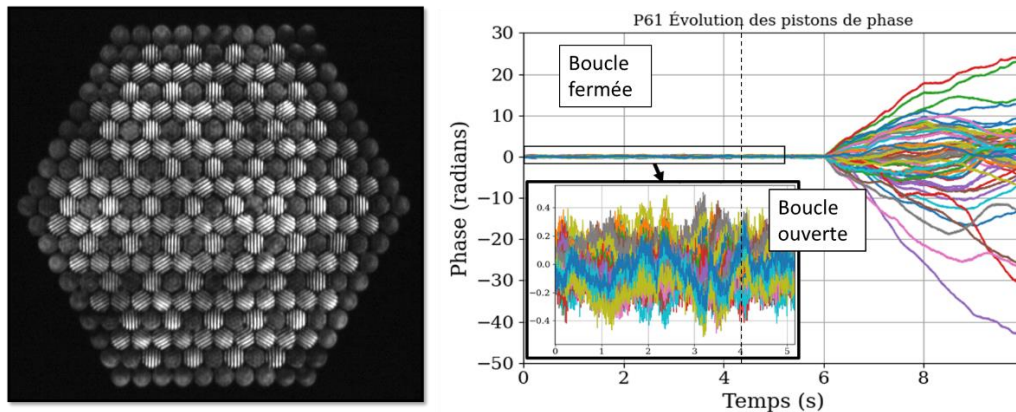 P61 Évolution des pistons de phase
30
20
10
0
−10
−20
−30
−40
−50
Phase (radians)
Boucle
fermée
Boucle
ouverte
0.4
0.2
0.0
−0.2
−0.4
0 1 2 3 4 5
0 2 4 6 8
Temps (s)